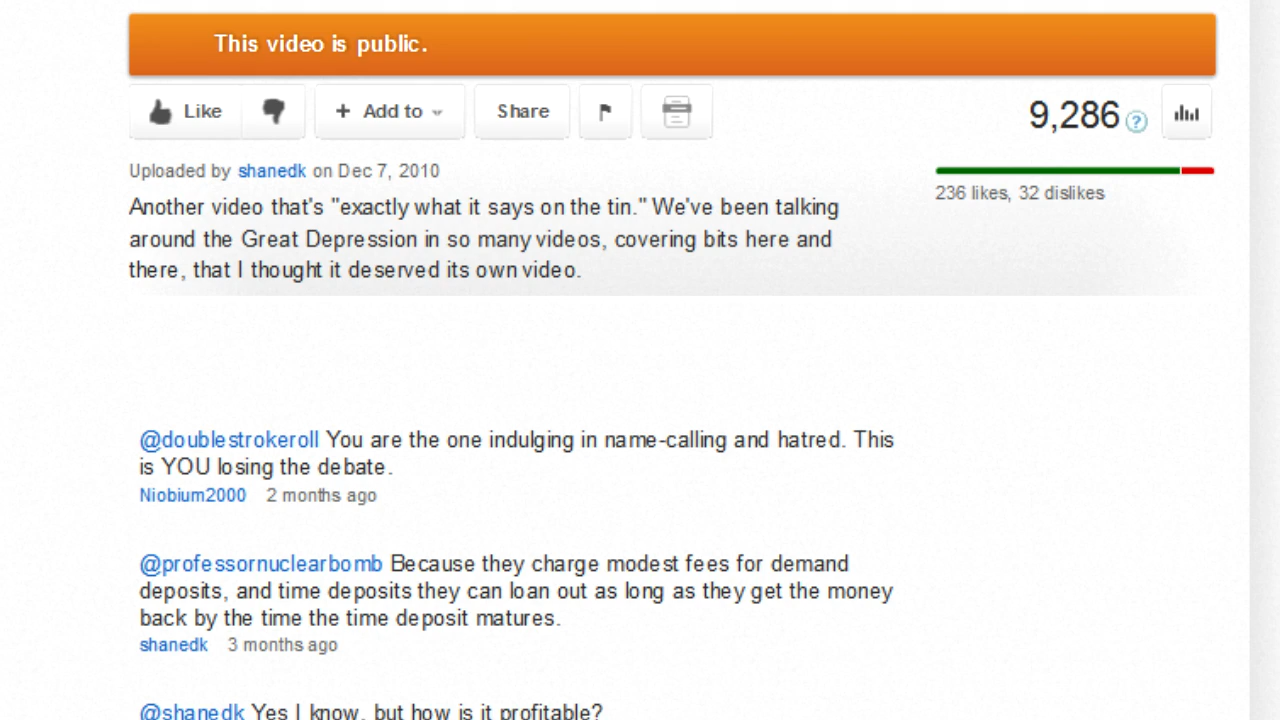 This video is public.
Like
+ Add to
Share
9,286 ?
Uploaded by shanedk on Dec 7, 2010
236 likes, 32 dislikes
Another video that's "exactly what it says on the tin." We've been talking
around the Great Depression in so many videos, covering bits here and
there, that I thought it deserved its own video.
@doublestrokeroll You are the one indulging in name-calling and hatred. This
is YOU losing the debate.
Niobium2000 2 months ago
@professornuclearbomb Because they charge modest fees for demand
deposits, and time deposits they can loan out as long as they get the money
back by the time the time deposit matures.
shanedk 3 months ago
@shanedk Yes I know, but how is it profitable?